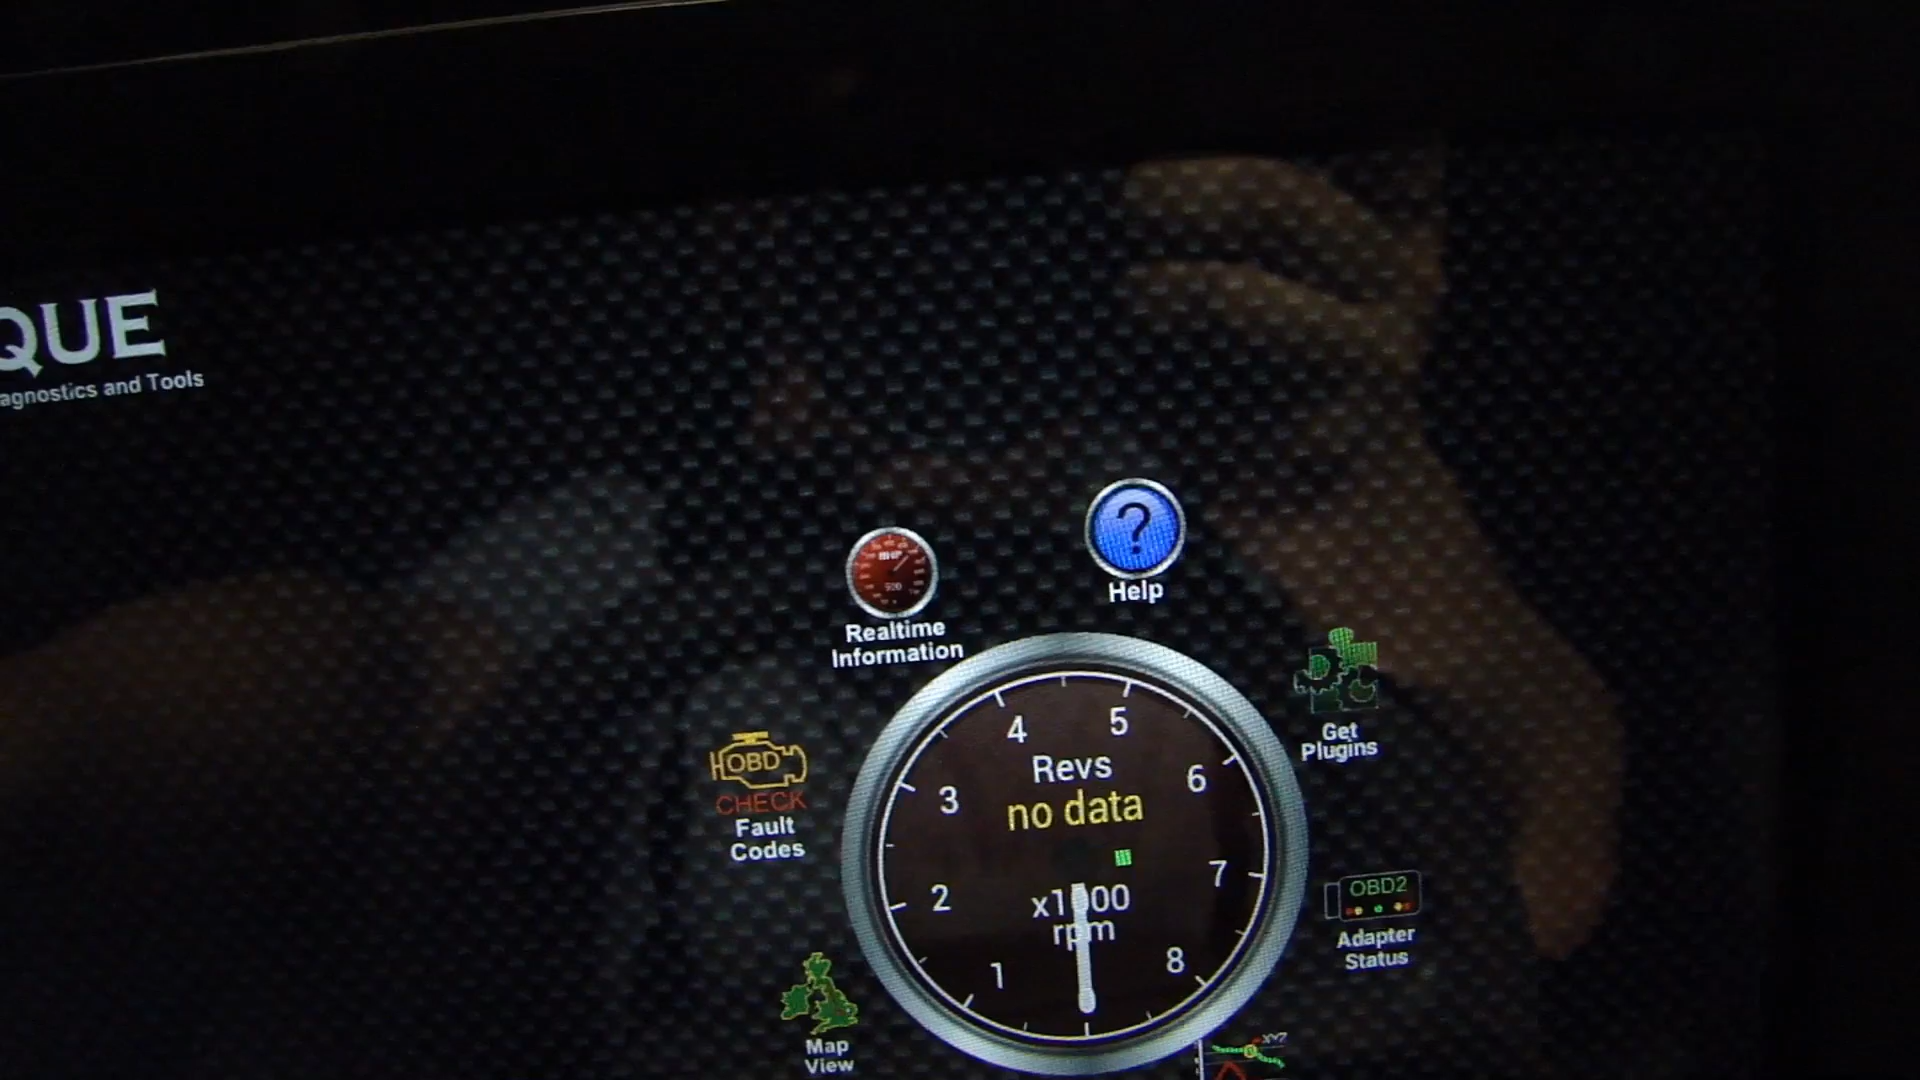 QUE
agnostics and Tools
Help
Realtime
Information
Get
Plugins
4
5
Revs
3
6
no data
OBD
CHECK
Fault
Codes
7
2
x1000
rpm
OBD2
Adapter
Status
1
8
Map
View